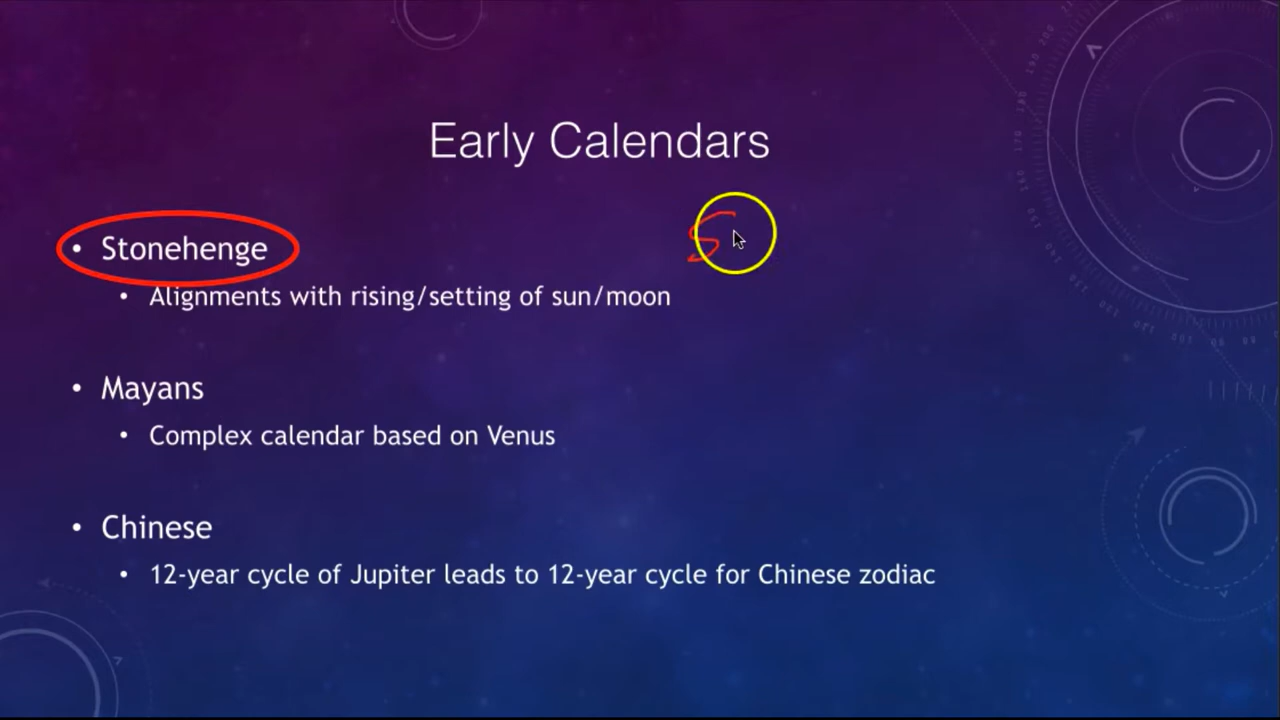 Early Calendars
• Stonehenge
5
• Alignments with rising/setting of sun/moon
• Mayans
• Complex calendar based on Venus
• Chinese
• 12-year cycle of Jupiter leads to 12-year cycle for Chinese zodiac